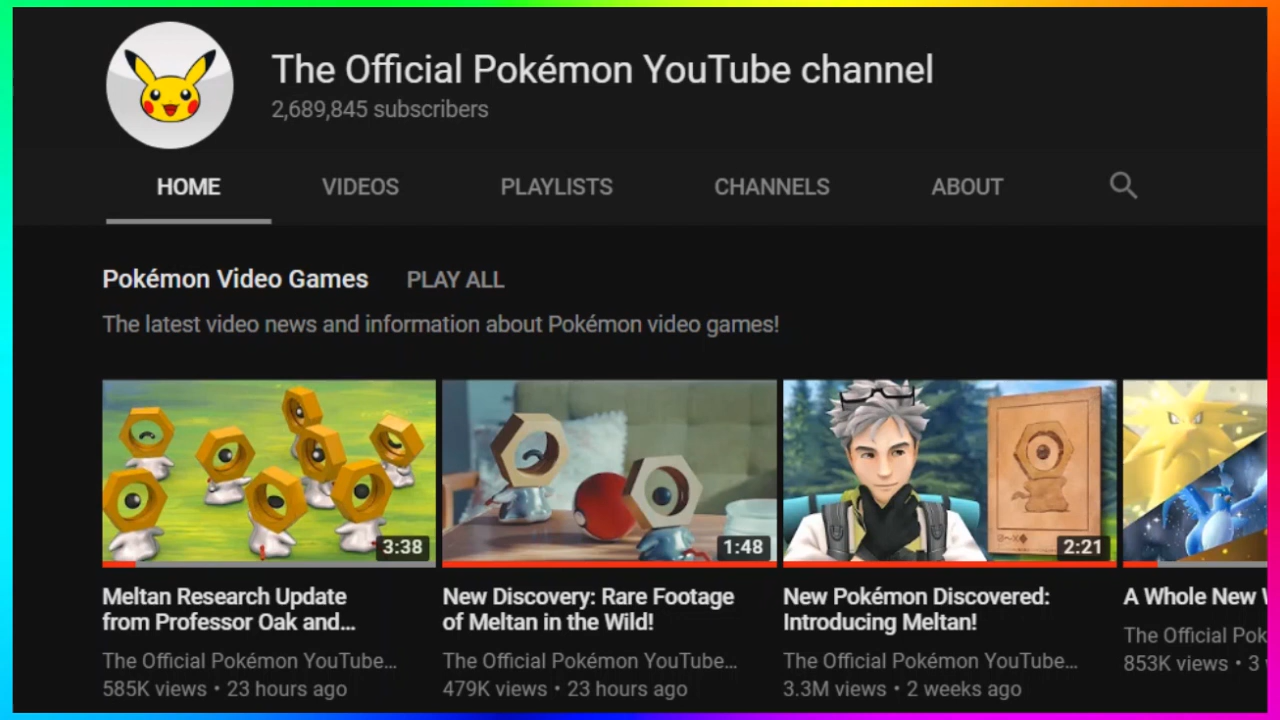 The Official Pokémon YouTube channel
2,689,845 subscribers
HOME VIDEOS PLAYLISTS CHANNELS ABOUT
Pokémon Video Games PLAY ALL
The latest video news and information about Pokémon video games!
3:38 1:48 2:21
Meltan Research Update
from Professor Oak and...
The Official Pokémon YouTube...
585K views • 23 hours ago
New Discovery: Rare Footage
of Meltan in the Wild!
The Official Pokémon YouTube...
479K views • 23 hours ago
New Pokémon Discovered:
Introducing Meltan!
The Official Pokémon YouTube...
3.3M views • 2 weeks ago
A Whole New
The Official Pok
853K views • 3